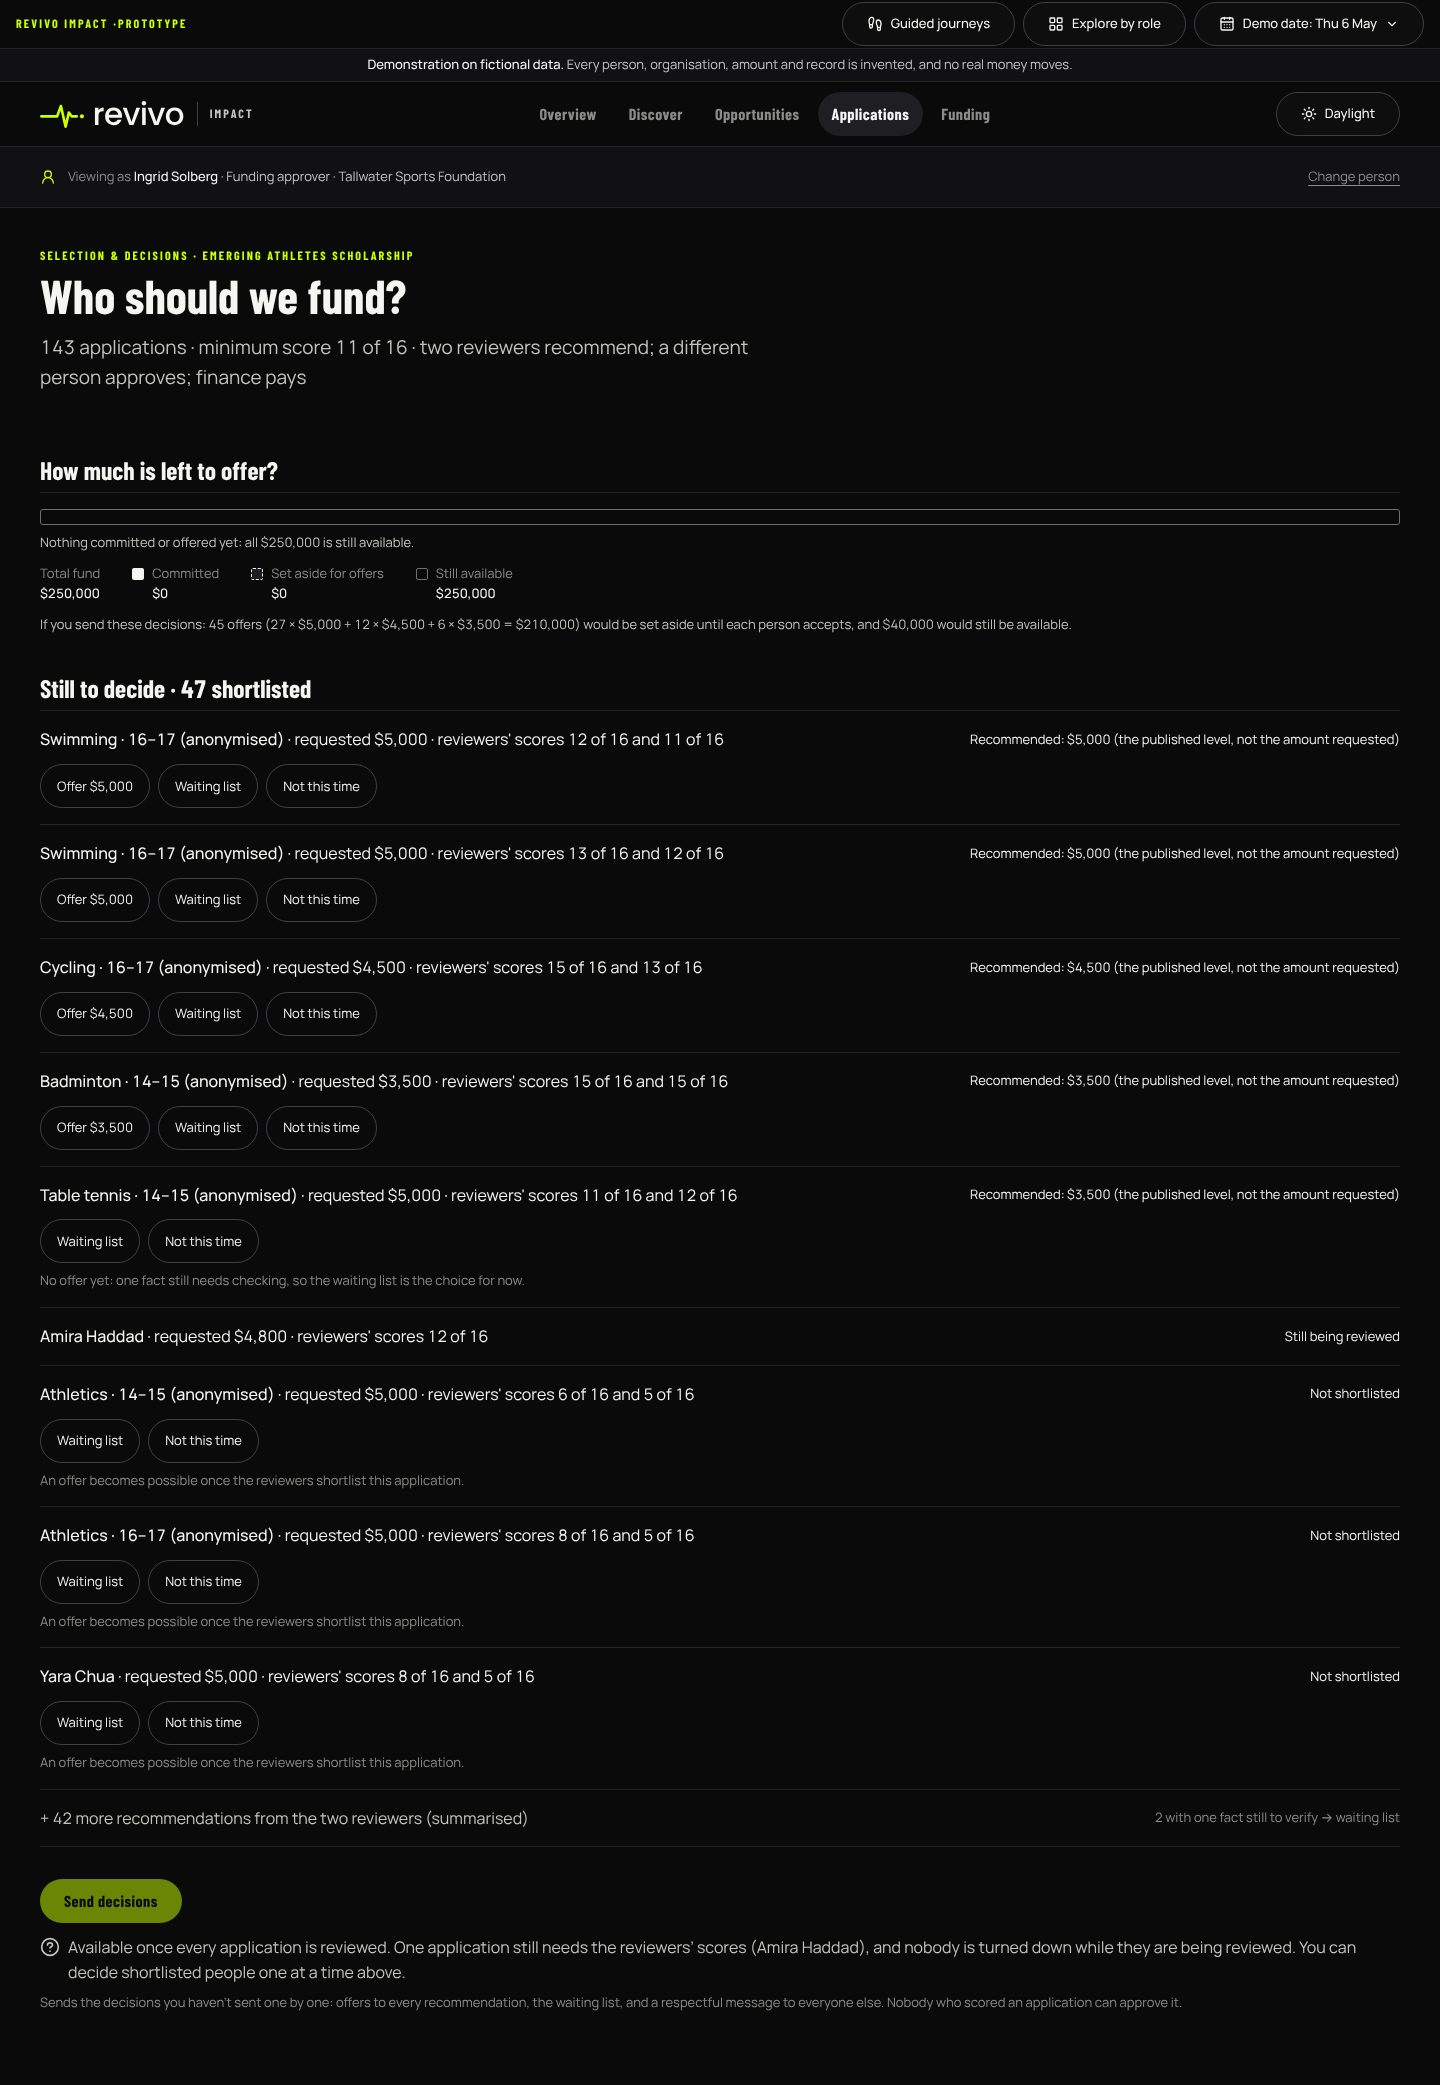 REVIVO IMPACT · PROTOTYPE
Guided journeys
Explore by role
Demo date: Thu 6 May
Demonstration on fictional data. Every person, organisation, amount and record is invented, and no real money moves.
revivo
IMPACT
Overview
Discover
Opportunities
Applications
Funding
Daylight
Viewing as Ingrid Solberg · Funding approver · Tallwater Sports Foundation
Change person
SELECTION & DECISIONS · EMERGING ATHLETES SCHOLARSHIP
Who should we fund?
143 applications · minimum score 11 of 16 · two reviewers recommend; a different
person approves; finance pays
How much is left to offer?
Nothing committed or offered yet: all $250,000 is still available.
Total fund
Committed
Set aside for offers
Still available
$250,000
$0
$0
$250,000
If you send these decisions: 45 offers (27 × $5,000 + 12 × $4,500 + 6 × $3,500 = $210,000) would be set aside until each person accepts, and $40,000 would still be available.
Still to decide · 47 shortlisted
Swimming · 16–17 (anonymised) · requested $5,000 · reviewers' scores 12 of 16 and 11 of 16
Recommended: $5,000 (the published level, not the amount requested)
Offer $5,000
Waiting list
Not this time
Swimming · 16–17 (anonymised) · requested $5,000 · reviewers' scores 13 of 16 and 12 of 16
Recommended: $5,000 (the published level, not the amount requested)
Offer $5,000
Waiting list
Not this time
Cycling · 16–17 (anonymised) · requested $4,500 · reviewers' scores 15 of 16 and 13 of 16
Recommended: $4,500 (the published level, not the amount requested)
Offer $4,500
Waiting list
Not this time
Badminton · 14–15 (anonymised) · requested $3,500 · reviewers' scores 15 of 16 and 15 of 16
Recommended: $3,500 (the published level, not the amount requested)
Offer $3,500
Waiting list
Not this time
Table tennis · 14–15 (anonymised) · requested $5,000 · reviewers' scores 11 of 16 and 12 of 16
Recommended: $3,500 (the published level, not the amount requested)
Waiting list
Not this time
No offer yet: one fact still needs checking, so the waiting list is the choice for now.
Amira Haddad · requested $4,800 · reviewers' scores 12 of 16
Still being reviewed
Athletics · 14–15 (anonymised) · requested $5,000 · reviewers' scores 6 of 16 and 5 of 16
Not shortlisted
Waiting list
Not this time
An offer becomes possible once the reviewers shortlist this application.
Athletics · 16–17 (anonymised) · requested $5,000 · reviewers' scores 8 of 16 and 5 of 16
Not shortlisted
Waiting list
Not this time
An offer becomes possible once the reviewers shortlist this application.
Yara Chua · requested $5,000 · reviewers' scores 8 of 16 and 5 of 16
Not shortlisted
Waiting list
Not this time
An offer becomes possible once the reviewers shortlist this application.
+ 42 more recommendations from the two reviewers (summarised)
2 with one fact still to verify → waiting list
Send decisions
Available once every application is reviewed. One application still needs the reviewers’ scores (Amira Haddad), and nobody is turned down while they are being reviewed. You can
decide shortlisted people one at a time above.
Sends the decisions you haven’t sent one by one: offers to every recommendation, the waiting list, and a respectful message to everyone else. Nobody who scored an application can approve it.